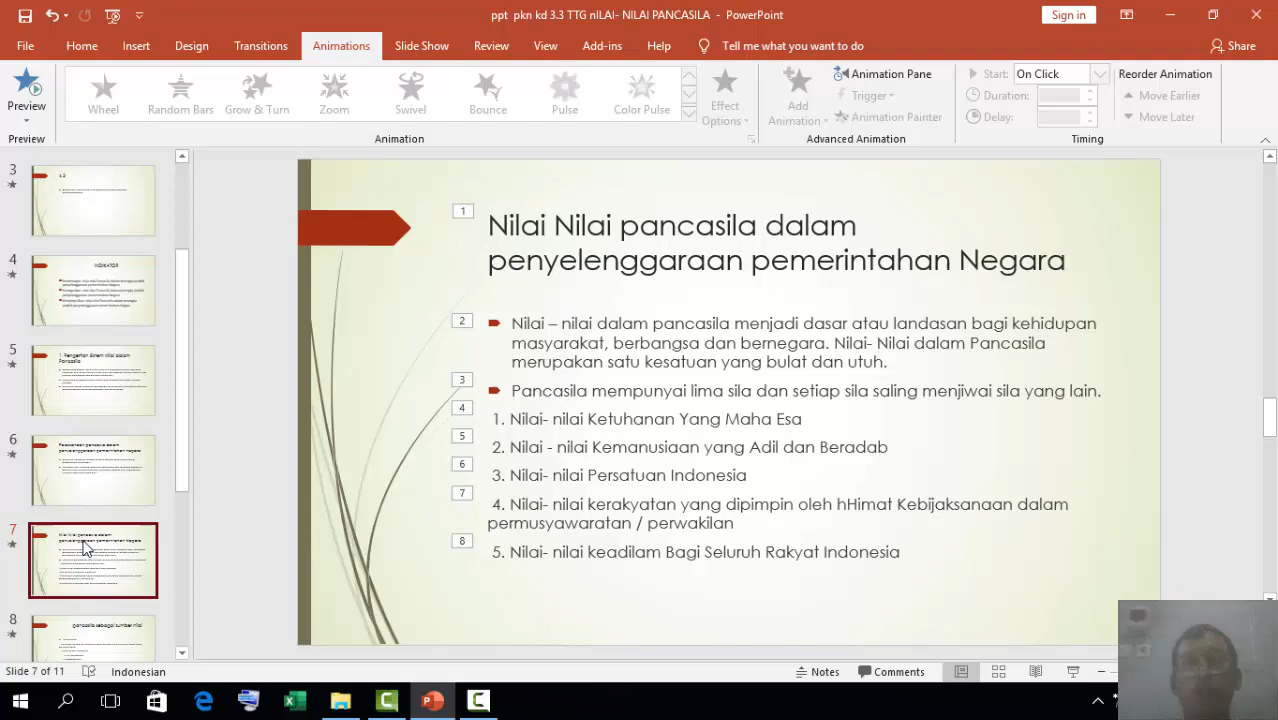 ppt pkn kd 3.3 TTG nILAI- NILAI PANCASILA - PowerPoint
Sign in
File Home Insert Design Transitions Animations Slide Show Review View Add-ins Help Tell me what you want to do Share
Preview
Wheel Random Bars Grow & Turn Zoom Swivel Bounce Pulse Color Pulse
Effect Options
Add Animation
Animation Pane
Trigger
Animation Painter
Start: On Click
Duration:
Delay:
Reorder Animation
Move Earlier
Move Later
Preview Animation Advanced Animation Timing
3
4
INDIKATOR
5
1. Pengertian Sistem Nilai dalam
Pancasila
6
7
8
pancasila sebagai sumber nilai
1
Nilai Nilai pancasila dalam
penyelenggaraan pemerintahan Negara
2
Nilai – nilai dalam pancasila menjadi dasar atau landasan bagi kehidupan
masyarakat, berbangsa dan bernegara. Nilai- Nilai dalam Pancasila
merupakan satu kesatuan yang bulat dan utuh.
3
Pancasila mempunyai lima sila dan setiap sila saling menjiwai sila yang lain.
4
1. Nilai- nilai Ketuhanan Yang Maha Esa
5
2. Nilai - nilai Kemanusiaan yang Adil dan Beradab
6
3. Nilai- nilai Persatuan Indonesia
7
4. Nilai- nilai kerakyatan yang dipimpin oleh hHimat Kebijaksanaan dalam
permusyawaratan / perwakilan
8
5. Nilai- nilai keadilam Bagi Seluruh Rakyat Indonesia
Slide 7 of 11 Indonesian Notes Comments